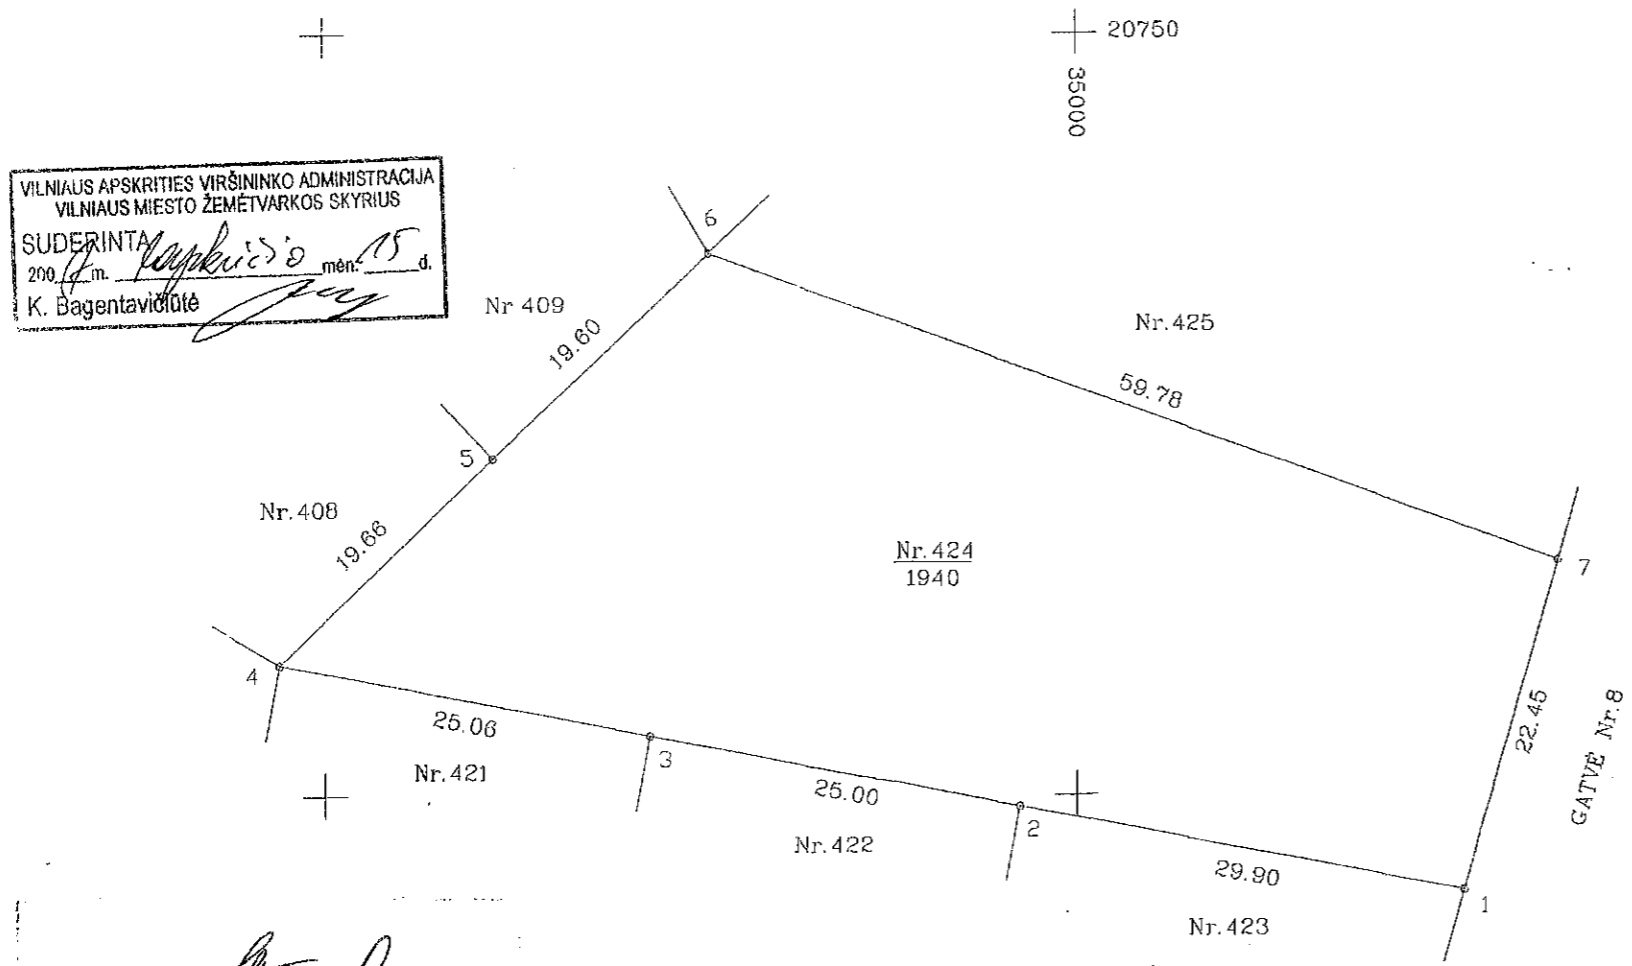 20750
35000
VILNIAUS APSKRITIES VIRŠININKO ADMINISTRACIJA
VILNIAUS MIESTO ŽEMĖTVARKOS SKYRIUS
SUDERINTA
200 m. lapkričio mėn. 15 d.
K. Bagentavičiūtė
6
Nr 409
19.60
Nr.425
59.78
5
Nr.408
19.66
Nr.424
1940
7
4
25.06
3
22.45
GATVĖ Nr.8
Nr.421
25.00
2
Nr.422
29.90
1
Nr.423